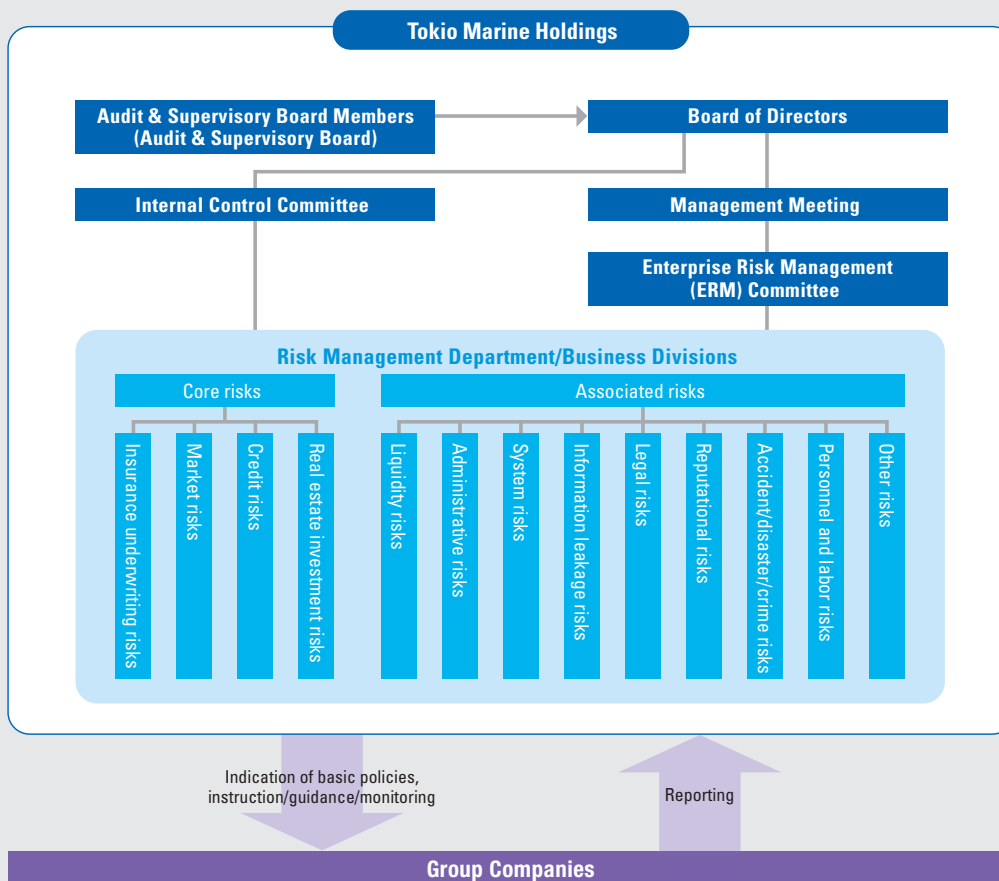 Tokio Marine Holdings
Audit & Supervisory Board Members
(Audit & Supervisory Board)
Board of Directors
Internal Control Committee
Management Meeting
Enterprise Risk Management
(ERM) Committee
Risk Management Department/Business Divisions
Core risks
Associated risks
Insurance underwriting risks
Market risks
Credit risks
Real estate investment risks
Liquidity risks
Administrative risks
System risks
Information leakage risks
Legal risks
Reputational risks
Accident/disaster/crime risks
Personnel and labor risks
Other risks
Indication of basic policies,
instruction/guidance/monitoring
Reporting
Group Companies